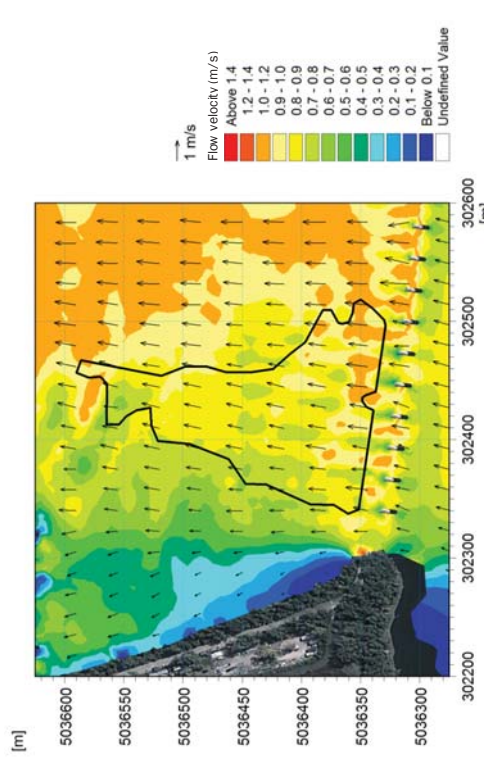 [m]
5036600
5036550
5036500
5036450
5036400
5036350
5036300
302200
302300
302400
302500
302600
[m]
1 m/s
Flow velocity (m/s)
Above 1.4
1.2 - 1.4
1.0 - 1.2
0.9 - 1.0
0.8 - 0.9
0.7 - 0.8
0.6 - 0.7
0.5 - 0.6
0.4 - 0.5
0.3 - 0.4
0.2 - 0.3
0.1 - 0.2
Below 0.1
Undefined Value